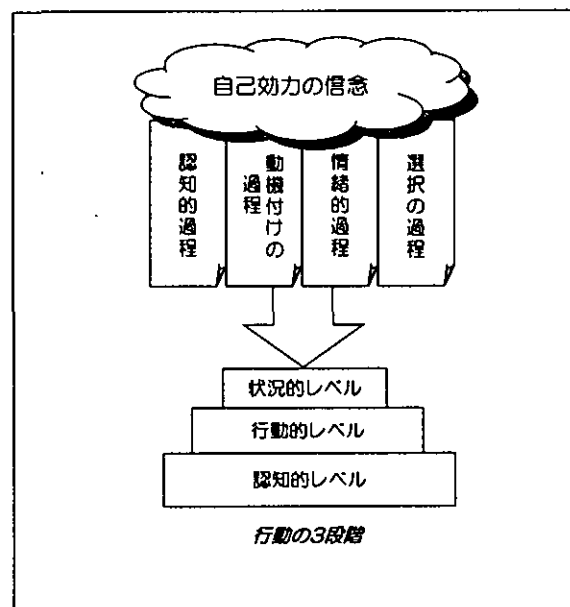 自己効力の信念
認知的過程
動機付けの
過程
情緒的過程
選択の過程
状況的レベル
行動的レベル
認知的レベル
行動の3段階